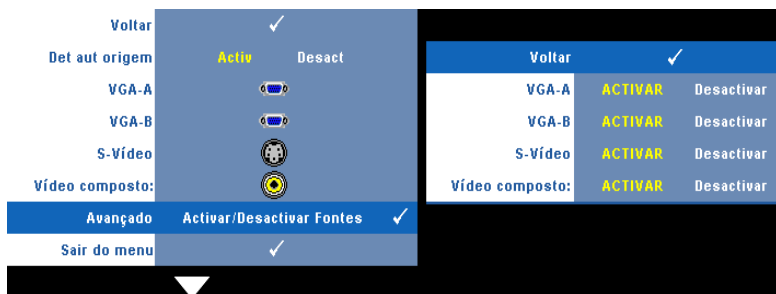 Voltar
Det aut origem Activ Desact
VGA-A
VGA-B
S-Vídeo
Vídeo composto:
Avançado Activar/Desactivar Fontes
Sair do menu
Voltar
VGA-A ACTIVAR Desactivar
VGA-B ACTIVAR Desactivar
S-Vídeo ACTIVAR Desactivar
Vídeo composto: ACTIVAR Desactivar